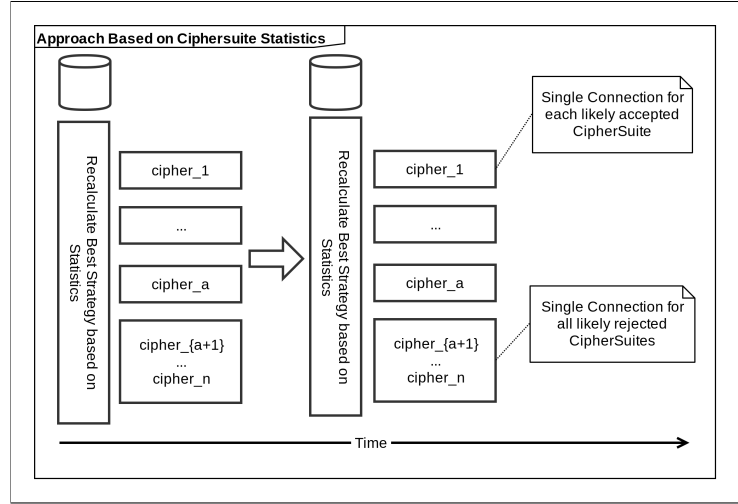 Approach Based on Ciphersuite Statistics
Recalculate Best Strategy based on
Statistics
cipher_1
...
cipher_a
cipher_{a+1}
...
cipher_n
Recalculate Best Strategy based on
Statistics
cipher_1
...
cipher_a
cipher_{a+1}
...
cipher_n
Single Connection for
each likely accepted
CipherSuite
Single Connection for
all likely rejected
CipherSuites
Time